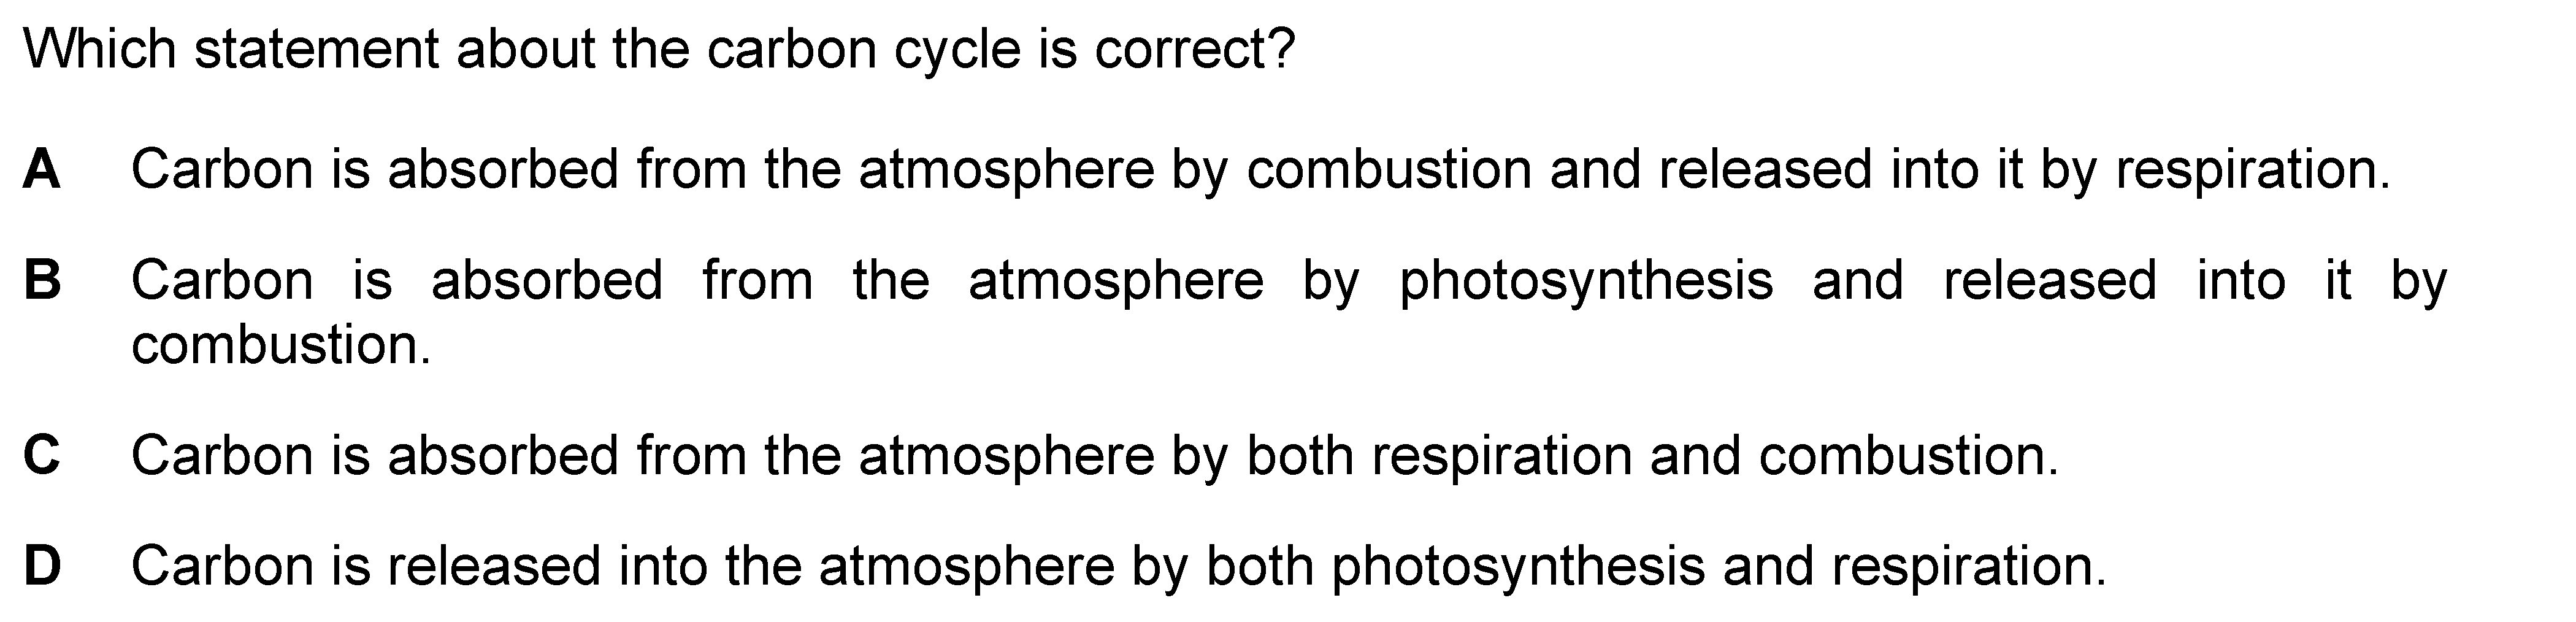 Which statement about the carbon cycle is correct?
A Carbon is absorbed from the atmosphere by combustion and released into it by respiration.
B Carbon is absorbed from the atmosphere by photosynthesis and released into it by
combustion.
C Carbon is absorbed from the atmosphere by both respiration and combustion.
D Carbon is released into the atmosphere by both photosynthesis and respiration.